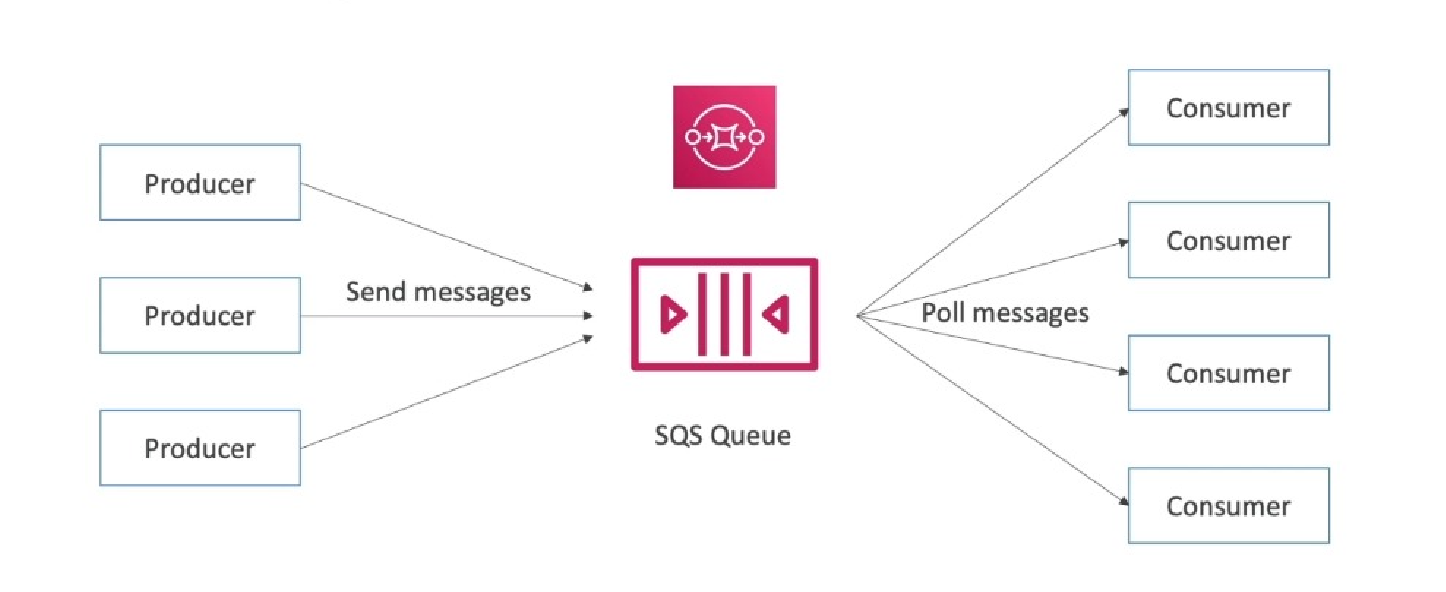 Producer
Producer
Producer
Send messages
SQS Queue
Poll messages
Consumer
Consumer
Consumer
Consumer